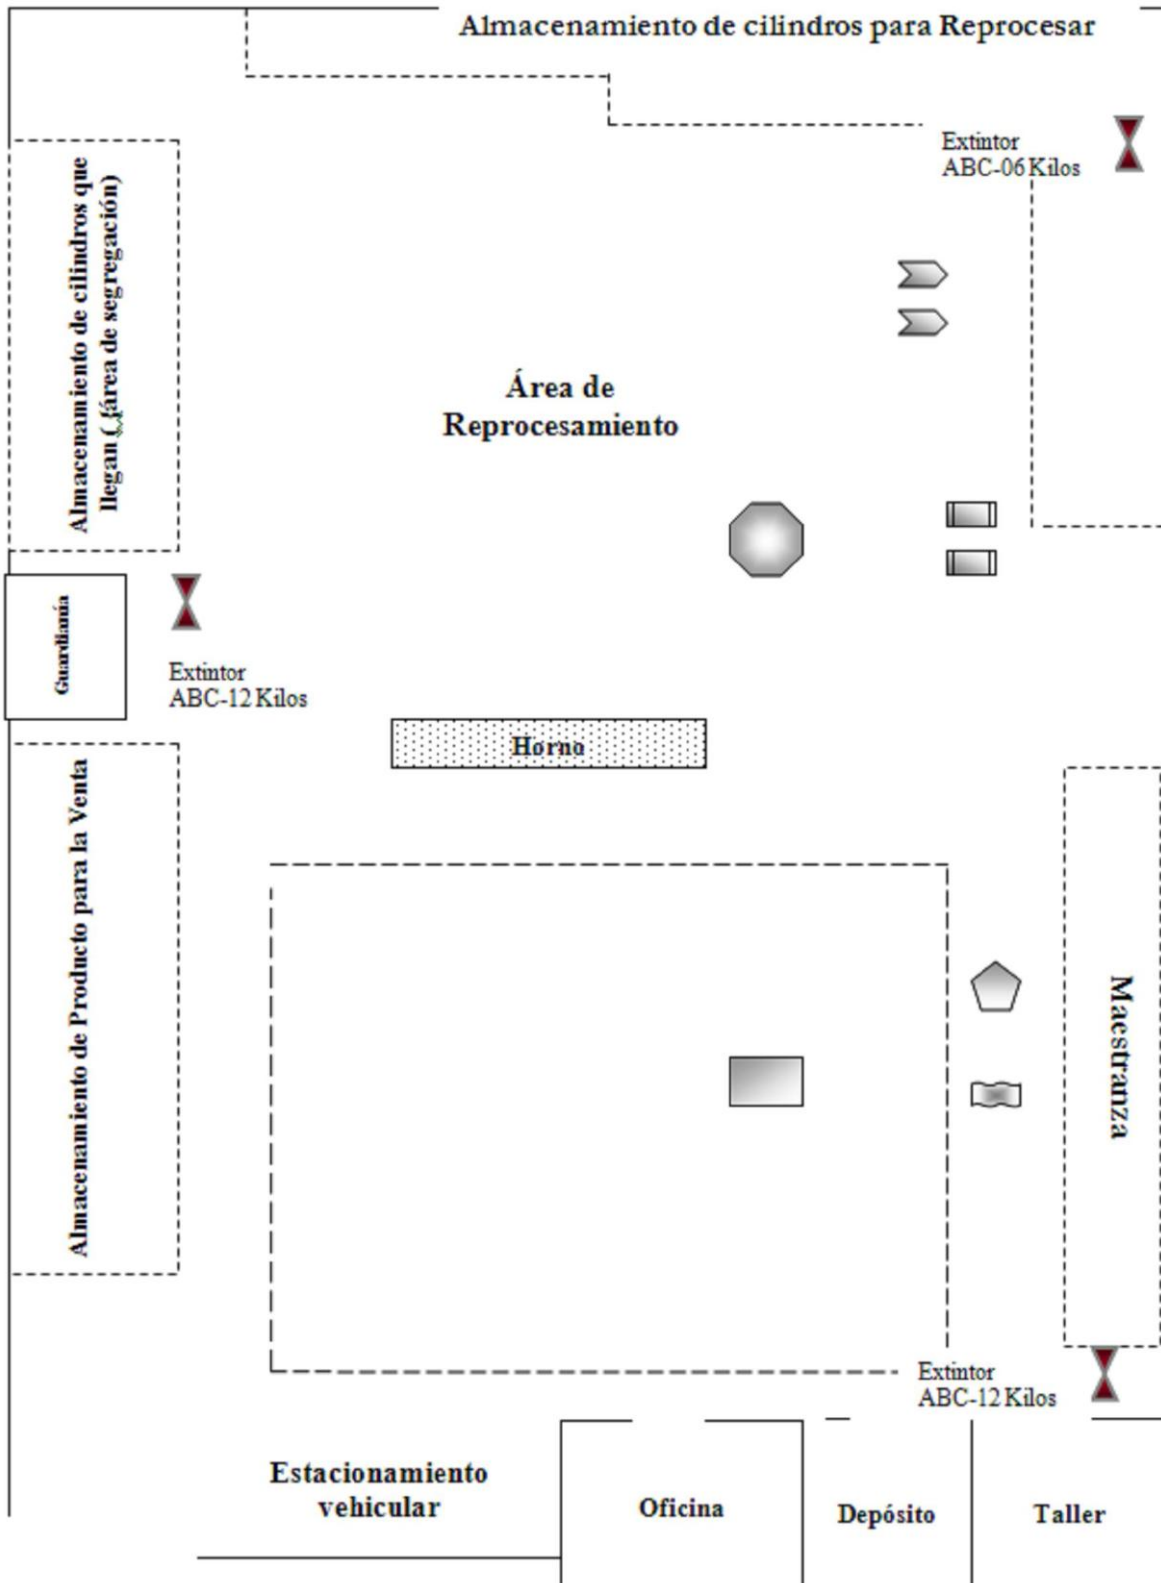 Almacenamiento de cilindros para Reprocesar
Extintor
ABC-06 Kilos
Almacenamiento de cilindros que
llegan ( {área de segregación)
Área de
Reprocesamiento
Guardianía
Extintor
ABC-12 Kilos
Horno
Almacenamiento de Producto para la Venta
Maestranza
Extintor
ABC-12 Kilos
Estacionamiento
vehicular
Oficina
Depósito
Taller